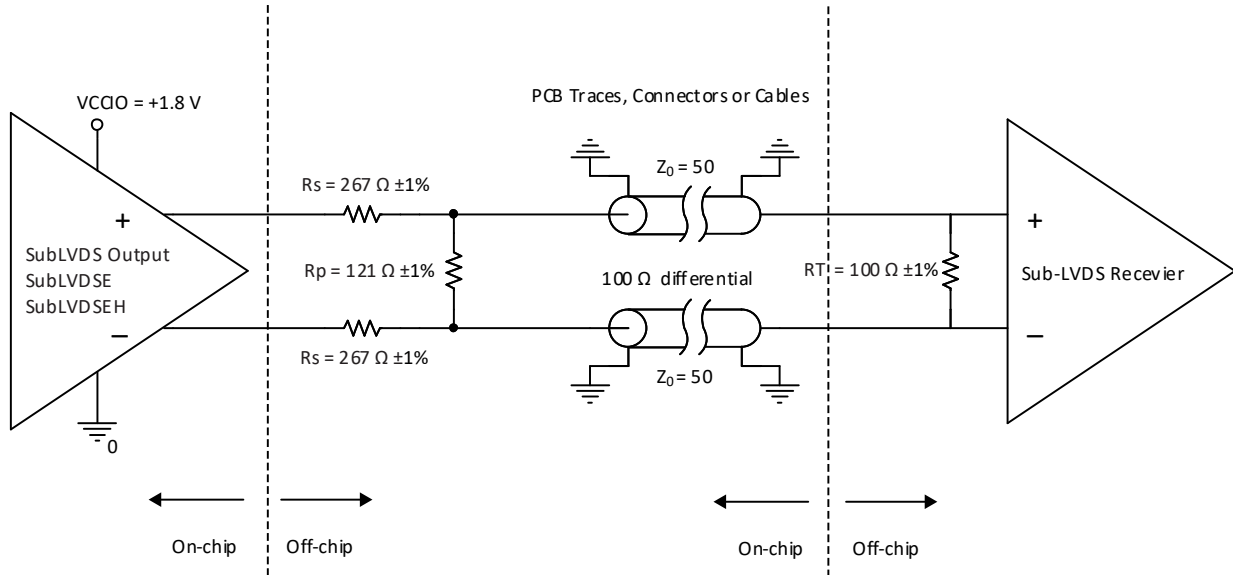 VCCIO = +1.8 V
PCB Traces, Connectors or Cables
Z0 = 50
Rs = 267 Ω ±1%
+
+
SubLVDS Output
SubLVDSE
SubLVDSEH
Rp = 121 Ω ±1%
100 Ω differential
RT = 100 Ω ±1%
Sub-LVDS Recevier
−
−
Rs = 267 Ω ±1%
Z0 = 50
0
On-chip
Off-chip
On-chip
Off-chip